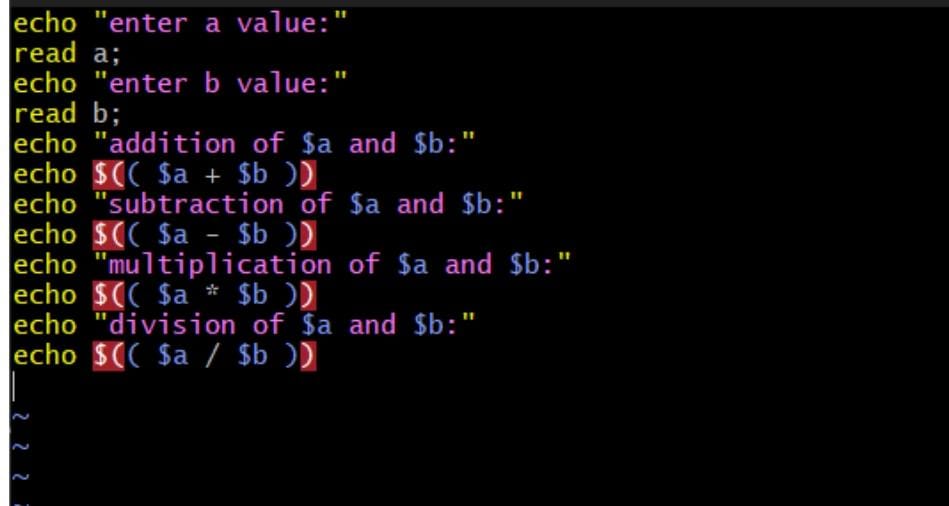 echo "enter a value:"
read a;
echo "enter b value:"
read b;
echo "addition of $a and $b:"
echo $(( $a + $b ))
echo "subtraction of $a and $b:"
echo $(( $a - $b ))
echo "multiplication of $a and $b:"
echo $(( $a * $b ))
echo "division of $a and $b:"
echo $(( $a / $b ))
~
~
~
~